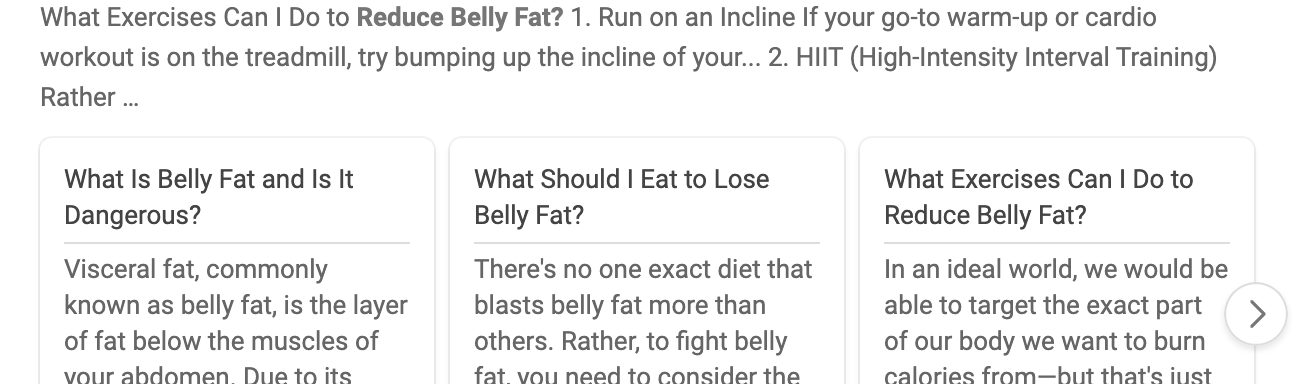 What Exercises Can I Do to Reduce Belly Fat? 1. Run on an Incline If your go-to warm-up or cardio
workout is on the treadmill, try bumping up the incline of your... 2. HIIT (High-Intensity Interval Training)
Rather ...
What Is Belly Fat and Is It
Dangerous?
Visceral fat, commonly
known as belly fat, is the layer
of fat below the muscles of
your abdomen. Due to its
What Should I Eat to Lose
Belly Fat?
There's no one exact diet that
blasts belly fat more than
others. Rather, to fight belly
fat, you need to consider the
What Exercises Can I Do to
Reduce Belly Fat?
In an ideal world, we would be
able to target the exact part
of our body we want to burn
calories from—but that's just